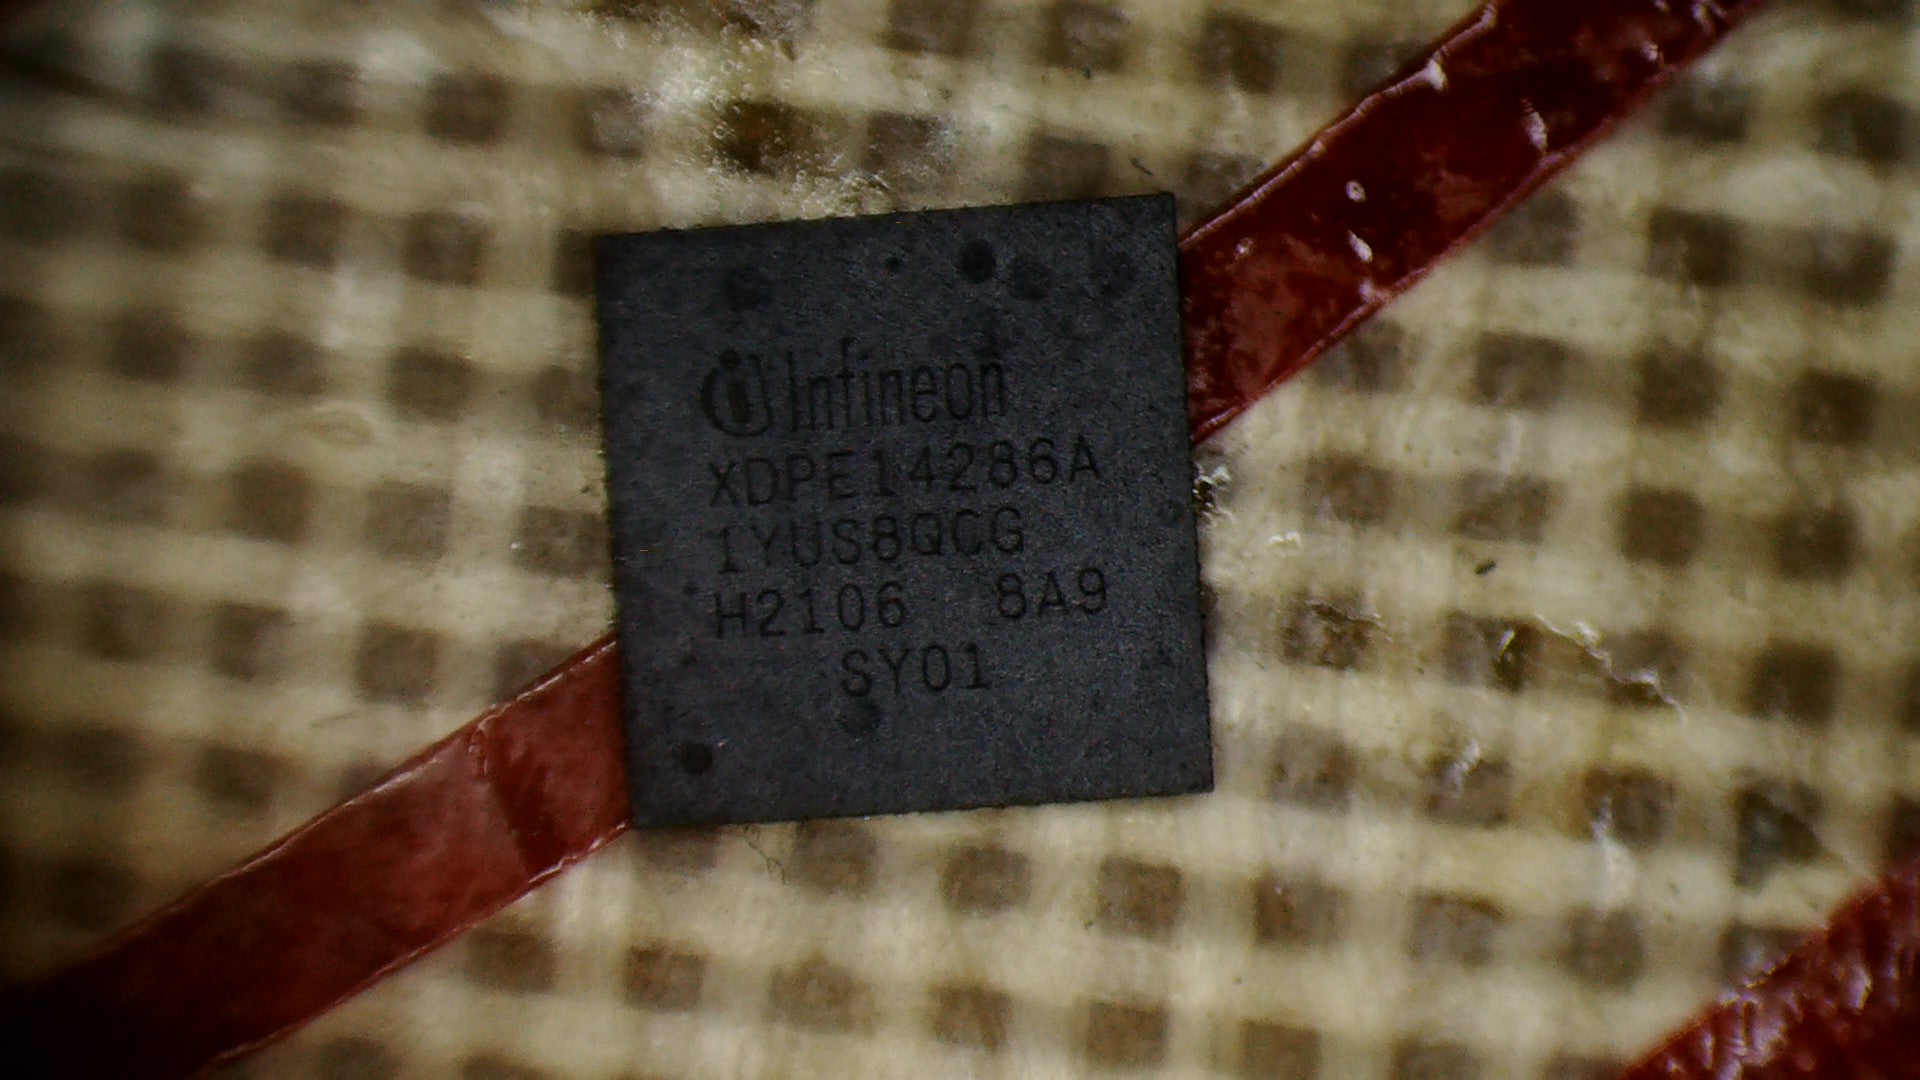 Infineon
XDPE14286A
1YUS8QCG
H2106 8A9
SY01